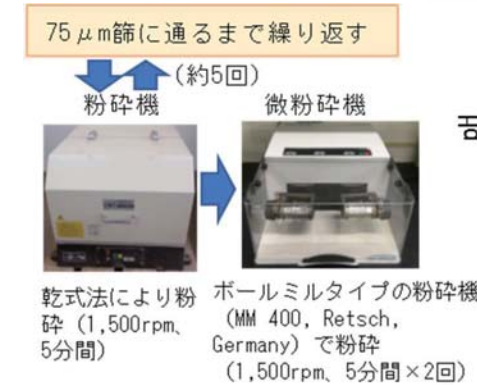 75μm篩に通るまで繰り返す
(約5回)
粉砕機
微粉砕機
乾式法により粉
砕 (1,500rpm、
5分間)
ボールミルタイプの粉砕機
(MM 400, Retsch,
Germany) で粉砕
(1,500rpm、5分間×2回)